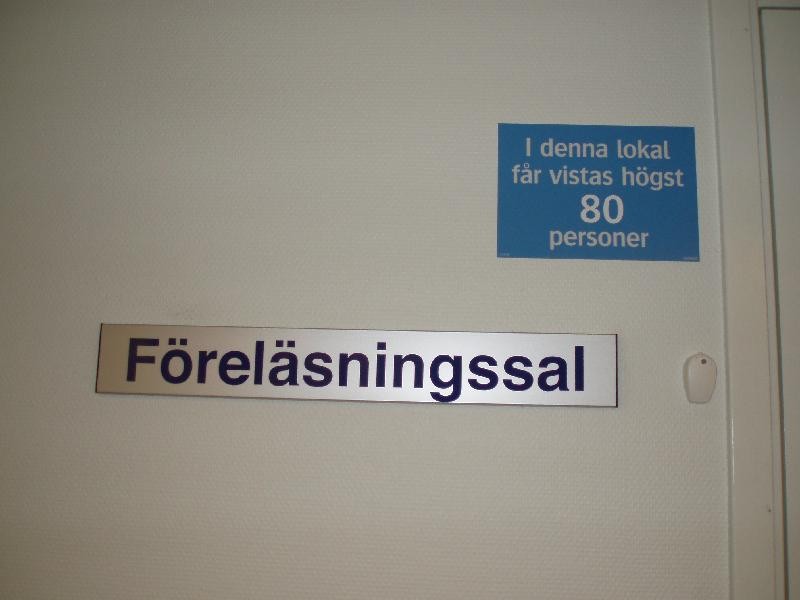 I denna lokal
får vistas högst
80
personer
Föreläsningssal